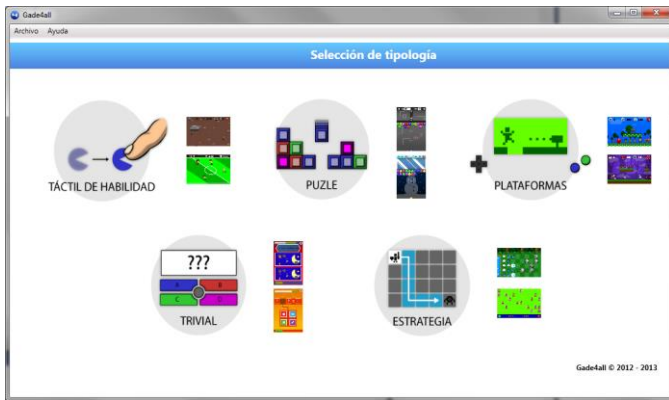 Gade4all
Archivo Ayuda
Selección de tipología
TÁCTIL DE HABILIDAD
PUZLE
PLATAFORMAS
???
A B
C D
TRIVIAL
ESTRATEGIA
Gade4all © 2012 - 2013